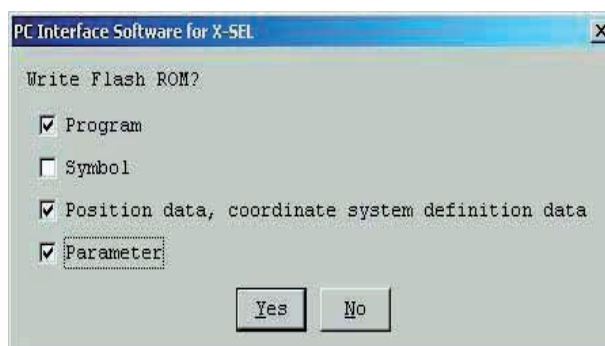 PC Interface Software for X-SEL
Write Flash ROM?
Program
Symbol
Position data, coordinate system definition data
Parameter
Yes No